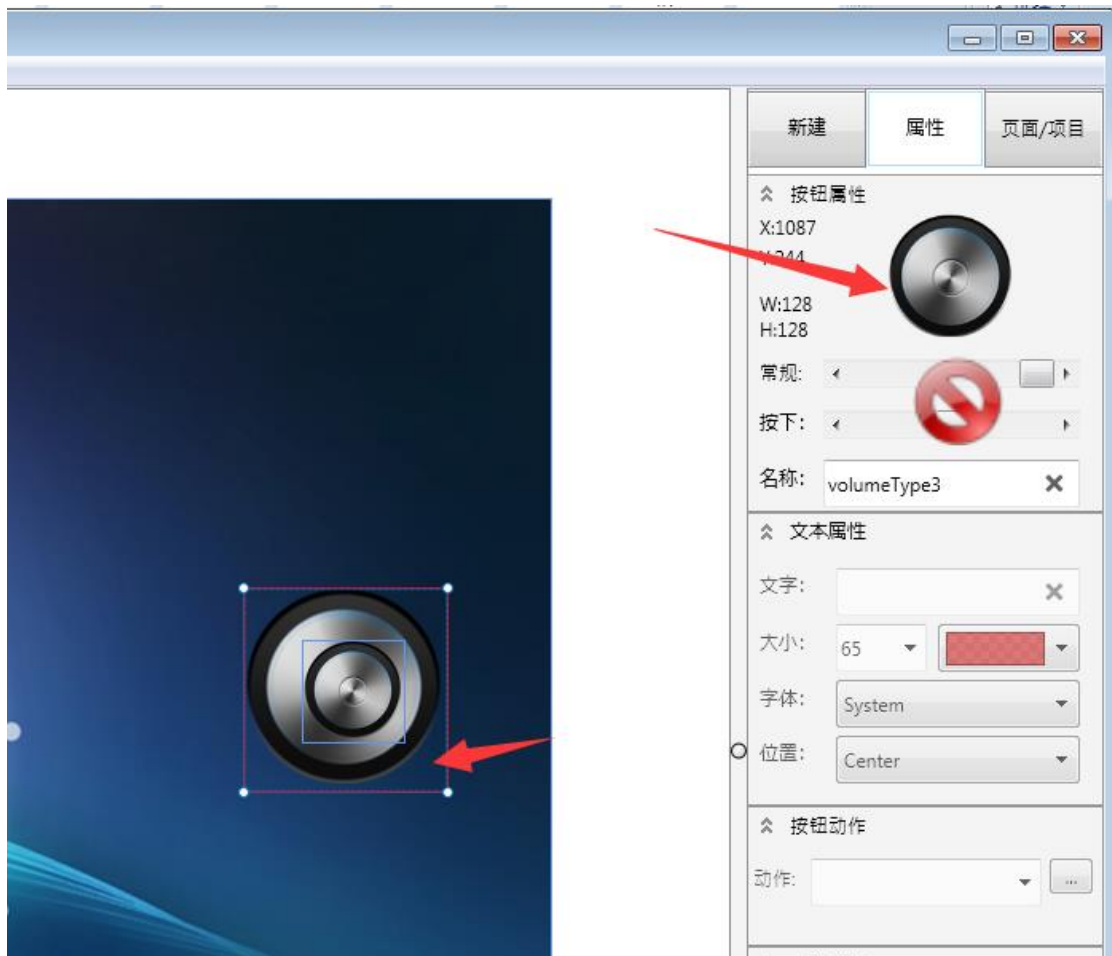 新建 属性 页面/项目
按钮属性
X:1087
W:128
H:128
常规:
按下:
名称: volumeType3
文本属性
文字:
大小: 65
字体: System
位置: Center
按钮动作
动作: ...